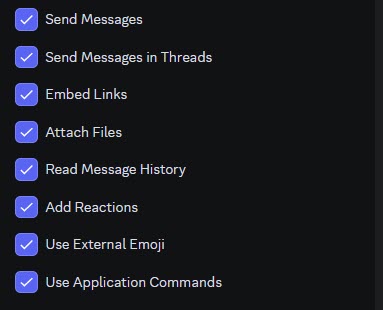 Send Messages
Send Messages in Threads
Embed Links
Attach Files
Read Message History
Add Reactions
Use External Emoji
Use Application Commands